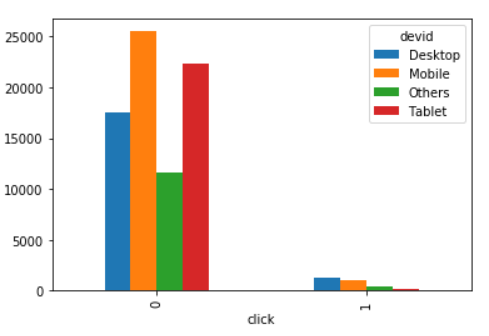 25000
20000
15000
10000
5000
0
devid
Desktop
Mobile
Others
Tablet
0
1
click